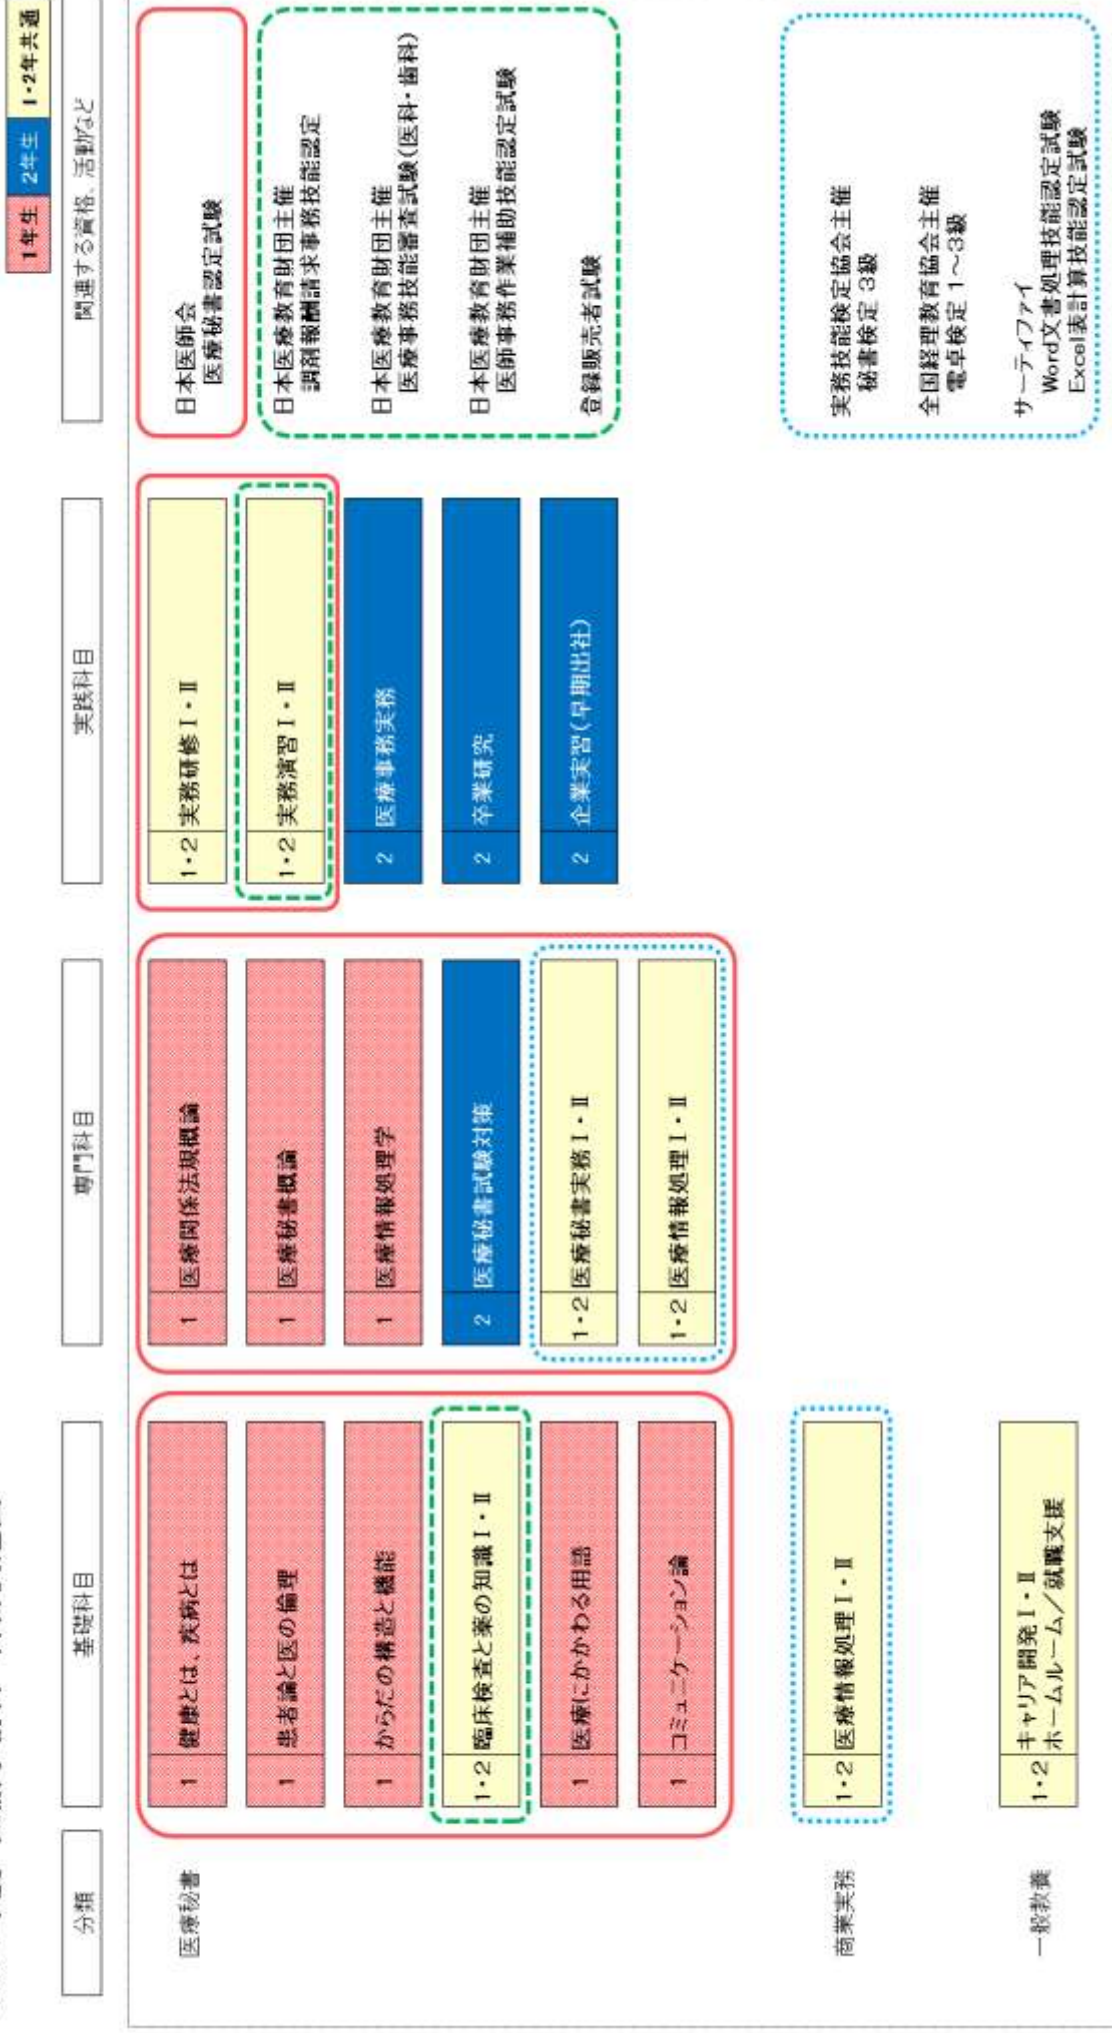 1年生 2年生 1・2年共通
分類 基礎科目 専門科目 実践科目 関連する資格、活動など
医療秘書
1 健康とは、疾病とは
1 患者論と医の倫理
1 からだの構造と機能
1・2 臨床検査と薬の知識Ⅰ・Ⅱ
1 医療にかかわる用語
1 コミュニケーション論
1 医療関係法規概論
1 医療秘書概論
1 医療情報処理学
2 医療秘書試験対策
1・2 医療秘書実務Ⅰ・Ⅱ
1・2 医療情報処理Ⅰ・Ⅱ
1・2 実務研修Ⅰ・Ⅱ
1・2 実務演習Ⅰ・Ⅱ
2 医療事務実務
2 卒業研究
2 企業実習(早期出社)
日本医師会
医療秘書認定試験
日本医療教育財団主催
調剤報酬請求事務技能認定
日本医療教育財団主催
医療事務技能審査試験(医科・歯科)
日本医療教育財団主催
医師事務作業補助技能認定試験
登録販売者試験
商業実務
1・2 医療情報処理Ⅰ・Ⅱ
実務技能検定協会主催
秘書検定 3級
全国経理教育協会主催
電卓検定 1～3級
サーティファイ
Word文書処理技能認定試験
Excel表計算技能認定試験
一般教養
1・2 キャリア開発Ⅰ・Ⅱ
ホームルーム／就職支援